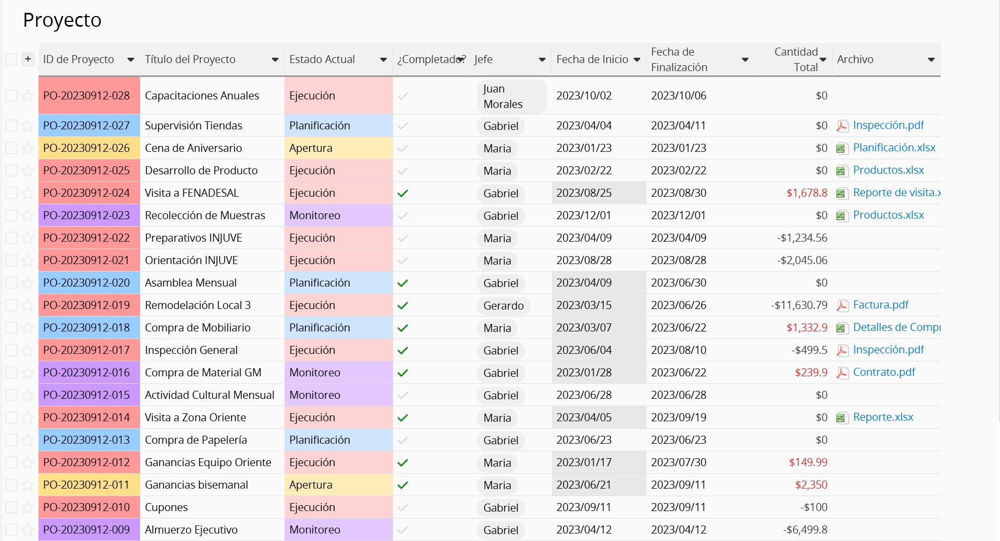 Proyecto
ID de Proyecto Título del Proyecto Estado Actual ¿Completado? Jefe Fecha de Inicio Fecha de Finalización Cantidad Total Archivo
PO-20230912-028 Capacitaciones Anuales Ejecución Juan Morales 2023/10/02 2023/10/06 $0
PO-20230912-027 Supervisión Tiendas Planificación Gabriel 2023/04/04 2023/04/11 $0 Inspección.pdf
PO-20230912-026 Cena de Aniversario Apertura Maria 2023/01/23 2023/01/23 $0 Planificación.xlsx
PO-20230912-025 Desarrollo de Producto Ejecución Maria 2023/02/22 2023/02/22 $0 Productos.xlsx
PO-20230912-024 Visita a FENADESAL Ejecución Gabriel 2023/08/25 2023/08/30 $1,678.8 Reporte de visita.x
PO-20230912-023 Recolección de Muestras Monitoreo Gabriel 2023/12/01 2023/12/01 $0 Productos.xlsx
PO-20230912-022 Preparativos INJUVE Ejecución Maria 2023/04/09 2023/04/09 -$1,234.56
PO-20230912-021 Orientación INJUVE Ejecución Maria 2023/08/28 2023/08/28 -$2,045.06
PO-20230912-020 Asamblea Mensual Planificación Gabriel 2023/04/09 2023/06/30 $0
PO-20230912-019 Remodelación Local 3 Ejecución Gerardo 2023/03/15 2023/06/26 -$11,630.79 Factura.pdf
PO-20230912-018 Compra de Mobiliario Planificación Maria 2023/03/07 2023/06/22 $1,332.9 Detalles de Compr
PO-20230912-017 Inspección General Ejecución Gabriel 2023/06/04 2023/08/10 -$499.5 Inspección.pdf
PO-20230912-016 Compra de Material GM Monitoreo Gabriel 2023/01/28 2023/06/22 $239.9 Contrato.pdf
PO-20230912-015 Actividad Cultural Mensual Monitoreo Gabriel 2023/06/28 2023/06/28 $0
PO-20230912-014 Visita a Zona Oriente Ejecución Maria 2023/04/05 2023/09/19 $0 Reporte.xlsx
PO-20230912-013 Compra de Papelería Planificación Gabriel 2023/06/23 2023/06/23 $0
PO-20230912-012 Ganancias Equipo Oriente Ejecución Maria 2023/01/17 2023/07/30 $149.99
PO-20230912-011 Ganancias bisemanal Apertura Maria 2023/06/21 2023/09/11 $2,350
PO-20230912-010 Cupones Ejecución Gabriel 2023/09/11 2023/09/11 -$100
PO-20230912-009 Almuerzo Ejecutivo Monitoreo Gabriel 2023/04/12 2023/04/12 -$6,499.8